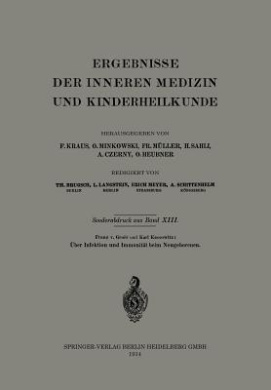 ERGEBNISSE
DER INNEREN MEDIZIN
UND KINDERHEILKUNDE
HERAUSGEGEBEN VON
F. KRAUS, O. MINKOWSKI, FR. MÜLLER, H. SAHLI,
A. CZERNY, O. HEUBNER
REDIGIERT VON
TH. BRUGSCH, L. LANGSTEIN, ERICH MEYER, A. SCHITTENHELM
BERLIN BERLIN STRASSBURG KÖNIGSBERG
Sonderabdruck aus Band XIII.
Franz v. Groër und Karl Kassowitz:
Über Infektion und Immunität beim Neugeborenen.
SPRINGER-VERLAG BERLIN HEIDELBERG GMBH
1914